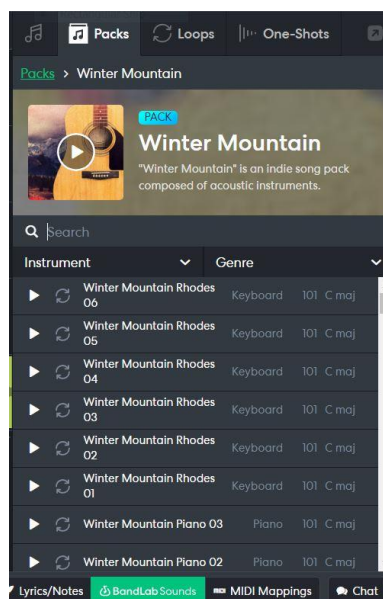 Packs Loops One-Shots
Packs > Winter Mountain
PACK
Winter Mountain
"Winter Mountain" is an indie song pack
composed of acoustic instruments.
Search
Instrument Genre
Winter Mountain Rhodes
06 Keyboard 101 C maj
Winter Mountain Rhodes
05 Keyboard 101 C maj
Winter Mountain Rhodes
04 Keyboard 101 C maj
Winter Mountain Rhodes
03 Keyboard 101 C maj
Winter Mountain Rhodes
02 Keyboard 101 C maj
Winter Mountain Rhodes
01 Keyboard 101 C maj
Winter Mountain Piano 03 Piano 101 C maj
Winter Mountain Piano 02 Piano 101 C maj
Lyrics/Notes BandLab Sounds MIDI Mappings Chat